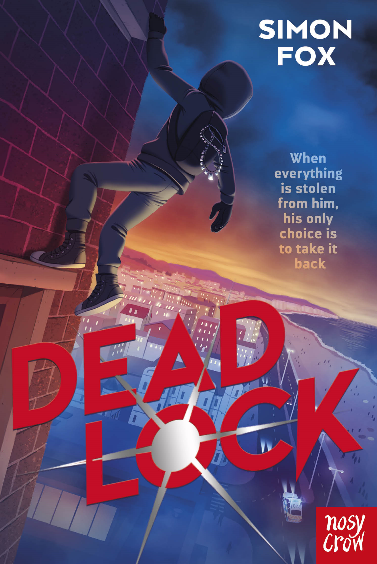 SIMON
FOX
When
everything
is stolen
from him,
his only
choice is
to take it
back
DEAD
LOCK
nosy
crow